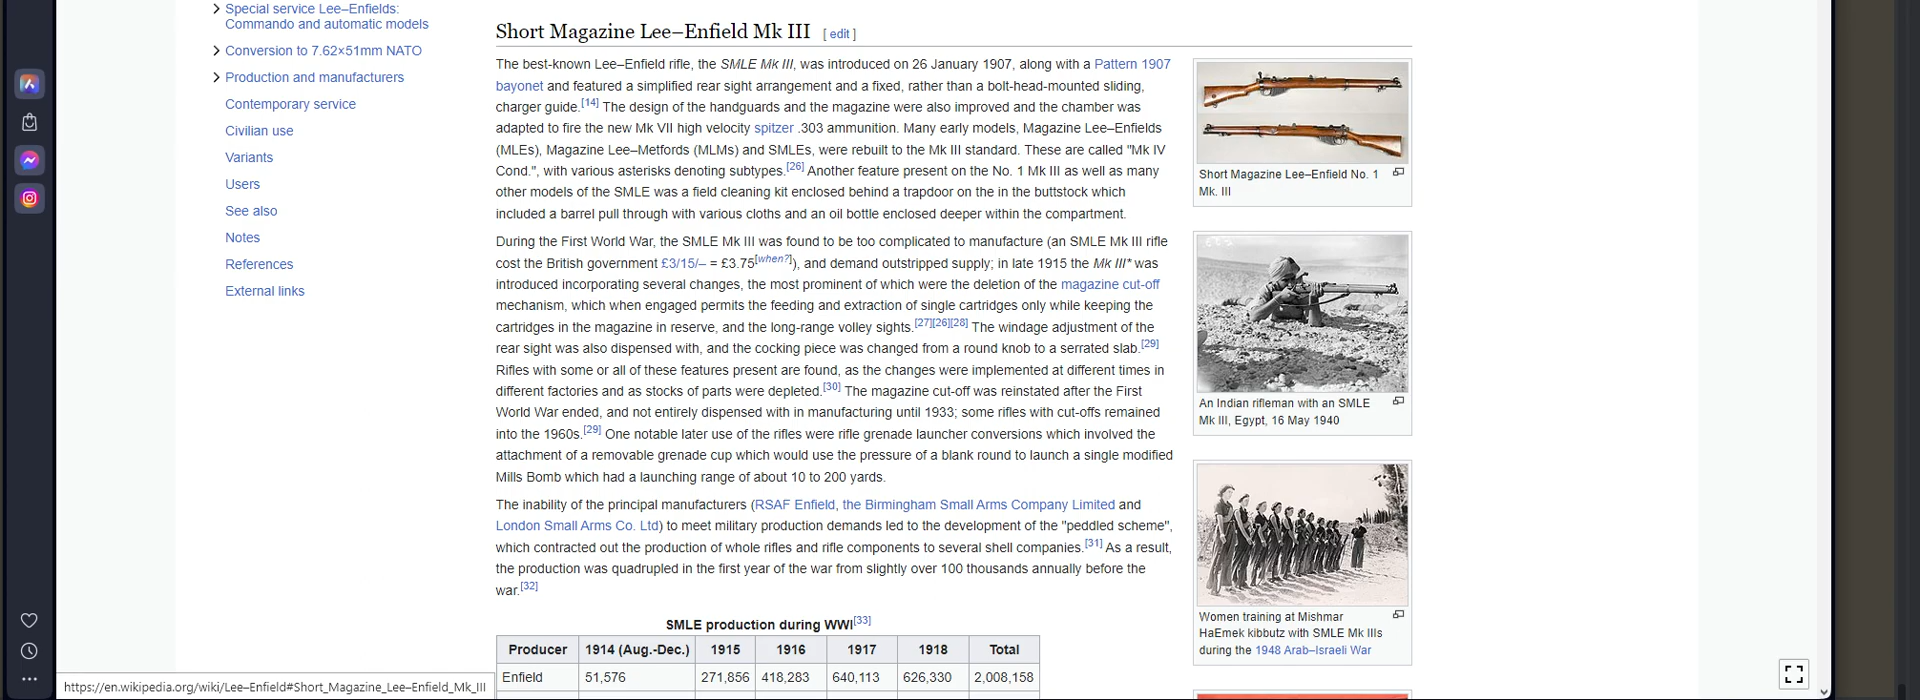 Special service Lee–Enfields:
Commando and automatic models
Conversion to 7.62×51mm NATO
Production and manufacturers
Contemporary service
Civilian use
Variants
Users
See also
Notes
References
External links
Short Magazine Lee–Enfield Mk III [ edit ]
The best-known Lee–Enfield rifle, the SMLE Mk III, was introduced on 26 January 1907, along with a Pattern 1907
bayonet and featured a simplified rear sight arrangement and a fixed, rather than a bolt-head-mounted sliding,
charger guide.[14] The design of the handguards and the magazine were also improved and the chamber was
adapted to fire the new Mk VII high velocity spitzer .303 ammunition. Many early models, Magazine Lee–Enfields
(MLEs), Magazine Lee–Metfords (MLMs) and SMLEs, were rebuilt to the Mk III standard. These are called "Mk IV
Cond.", with various asterisks denoting subtypes.[26] Another feature present on the No. 1 Mk III as well as many
other models of the SMLE was a field cleaning kit enclosed behind a trapdoor on the in the buttstock which
included a barrel pull through with various cloths and an oil bottle enclosed deeper within the compartment.
During the First World War, the SMLE Mk III was found to be too complicated to manufacture (an SMLE Mk III rifle
cost the British government £3/15/– = £3.75[when?]), and demand outstripped supply; in late 1915 the Mk III* was
introduced incorporating several changes, the most prominent of which were the deletion of the magazine cut-off
mechanism, which when engaged permits the feeding and extraction of single cartridges only while keeping the
cartridges in the magazine in reserve, and the long-range volley sights.[27][26][28] The windage adjustment of the
rear sight was also dispensed with, and the cocking piece was changed from a round knob to a serrated slab.[29]
Rifles with some or all of these features present are found, as the changes were implemented at different times in
different factories and as stocks of parts were depleted.[30] The magazine cut-off was reinstated after the First
World War ended, and not entirely dispensed with in manufacturing until 1933; some rifles with cut-offs remained
into the 1960s.[29] One notable later use of the rifles were rifle grenade launcher conversions which involved the
attachment of a removable grenade cup which would use the pressure of a blank round to launch a single modified
Mills Bomb which had a launching range of about 10 to 200 yards.
The inability of the principal manufacturers (RSAF Enfield, the Birmingham Small Arms Company Limited and
London Small Arms Co. Ltd) to meet military production demands led to the development of the "peddled scheme",
which contracted out the production of whole rifles and rifle components to several shell companies.[31] As a result,
the production was quadrupled in the first year of the war from slightly over 100 thousands annually before the
war.[32]
SMLE production during WWI[33]
Producer 1914 (Aug.-Dec.) 1915 1916 1917 1918 Total
Enfield 51,576 271,856 418,283 640,113 626,330 2,008,158
Short Magazine Lee–Enfield No. 1
Mk. III
An Indian rifleman with an SMLE
Mk III, Egypt, 16 May 1940
Women training at Mishmar
HaEmek kibbutz with SMLE Mk IIIs
during the 1948 Arab–Israeli War
https://en.wikipedia.org/wiki/Lee–Enfield#Short_Magazine_Lee–Enfield_Mk_III